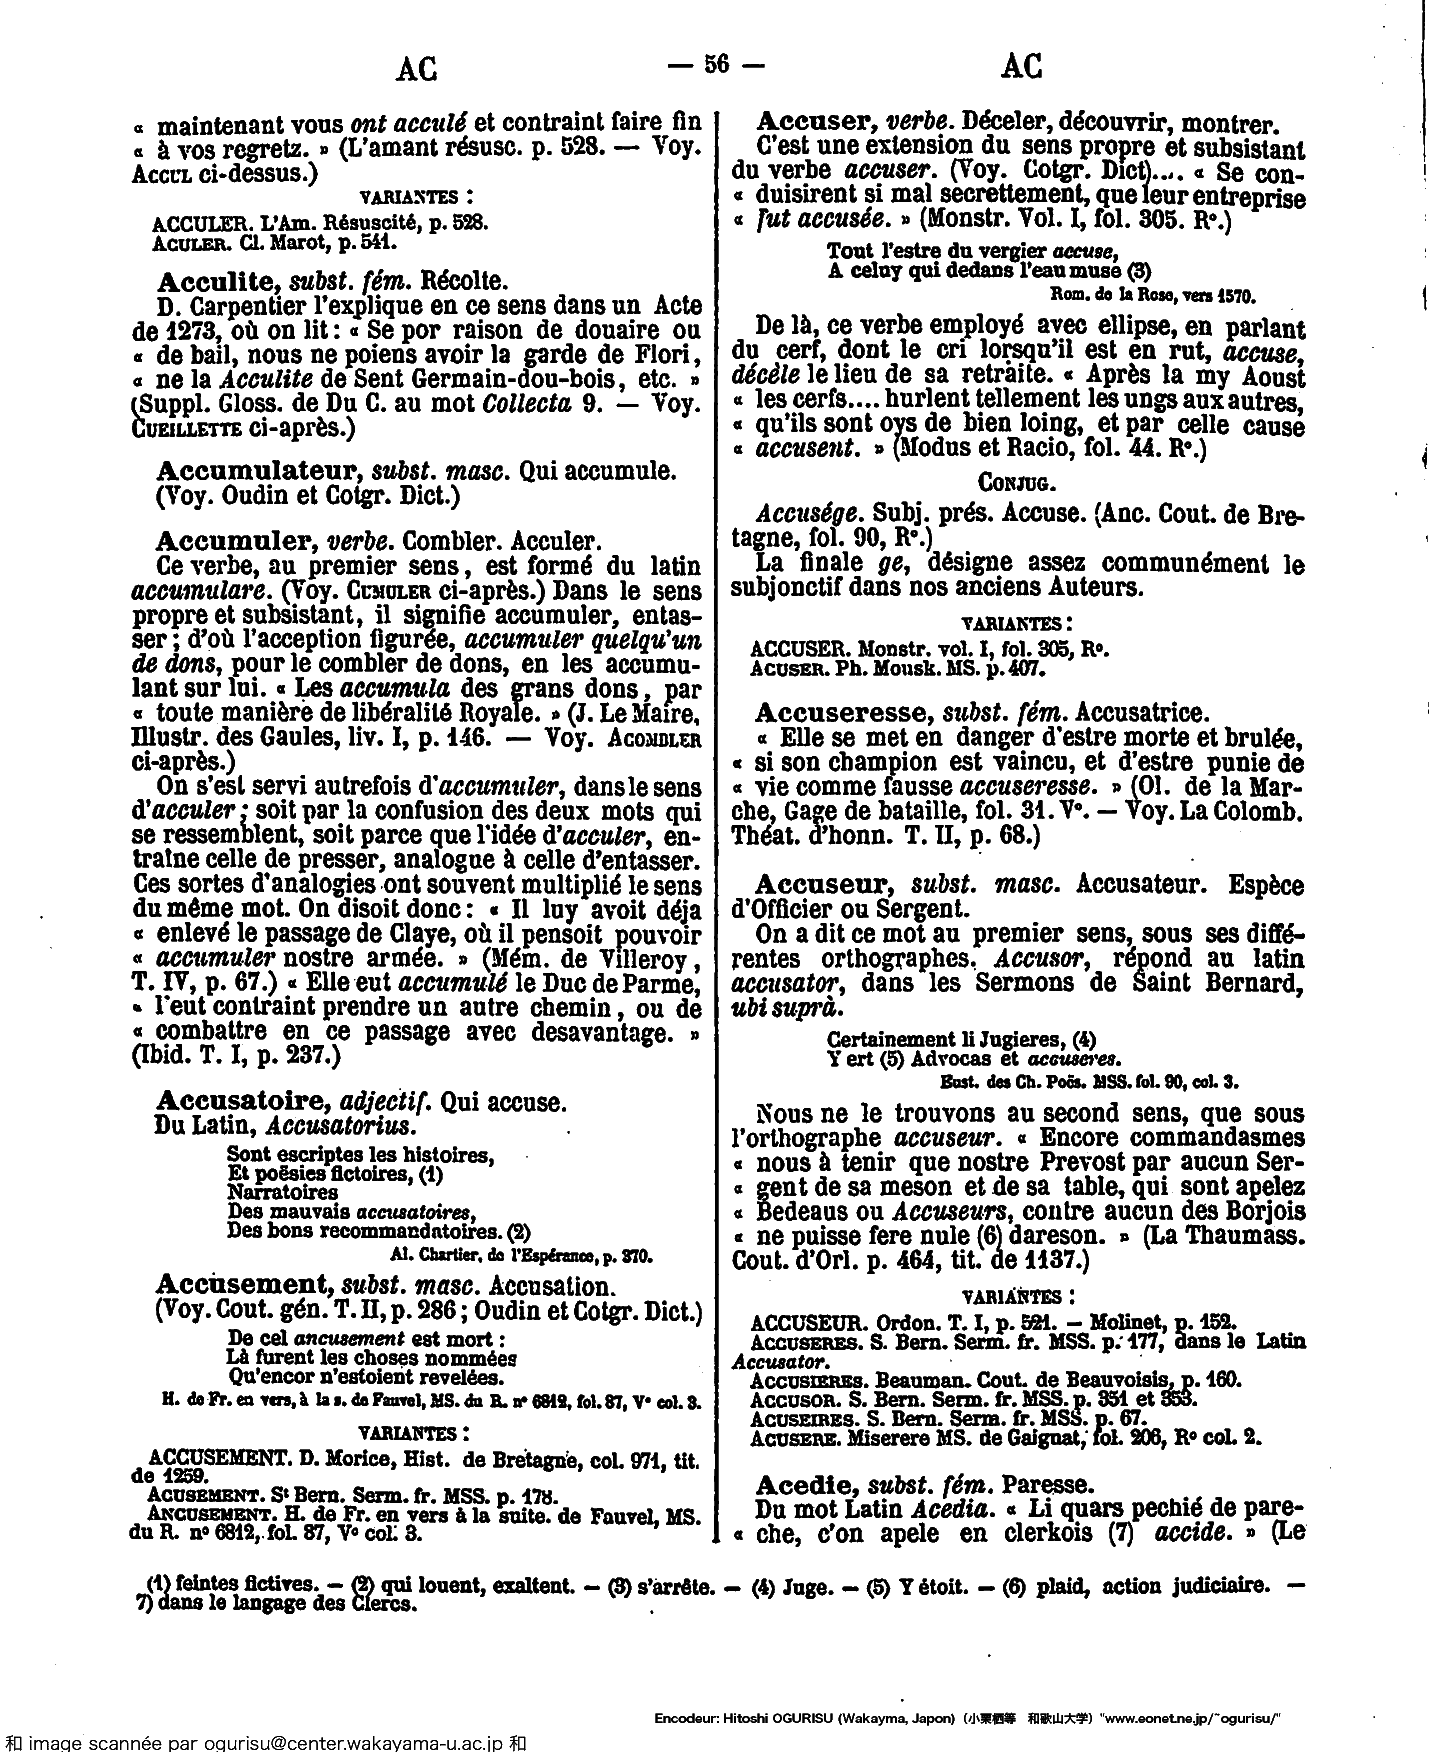 AC — 56 — AC
« maintenant vous ont acculé et contraint faire fin
« à vos regretz. » (L'amant résusc. p. 528. — Voy.
ACCUL ci-dessus.)
VARIANTES :
ACCULER. L'Am. Résuscité, p. 528.
ACULER. Cl. Marot, p. 541.
Acculite, subst. fém. Récolte.
D. Carpentier l'explique en ce sens dans un Acte
de 1273, où on lit : « Se por raison de douaire ou
« de bail, nous ne poiens avoir la garde de Flori,
« ne la Acculite de Sent Germain-dou-bois, etc. »
(Suppl. Gloss. de Du C. au mot Collecta 9. — Voy.
CUEILLETTE ci-après.)
Accumulateur, subst. masc. Qui accumule.
(Voy. Oudin et Cotgr. Dict.)
Accumuler, verbe. Combler. Acculer.
Ce verbe, au premier sens, est formé du latin
accumulare. (Voy. CUMULER ci-après.) Dans le sens
propre et subsistant, il signifie accumuler, entas-
ser ; d'où l'acception figurée, accumuler quelqu'un
de dons, pour le combler de dons, en les accumu-
lant sur lui. « Les accumula des grans dons, par
« toute manière de libéralité Royale. » (J. Le Maire,
Illustr. des Gaules, liv. I, p. 146. — Voy. ACOMBLER
ci-après.)
On s'est servi autrefois d'accumuler, dans le sens
d'acculer ; soit par la confusion des deux mots qui
se ressemblent, soit parce que l'idée d'acculer, en-
traîne celle de presser, analogue à celle d'entasser.
Ces sortes d'analogies ont souvent multiplié le sens
du même mot. On disoit donc : « Il luy avoit déja
« enlevé le passage de Claye, où il pensoit pouvoir
« accumuler nostre armée. » (Mém. de Villeroy,
T. IV, p. 67.) « Elle eut accumulé le Duc de Parme,
« l'eut contraint prendre un autre chemin, ou de
« combattre en ce passage avec desavantage. »
(Ibid. T. I, p. 237.)
Accusatoire, adjectif. Qui accuse.
Du Latin, Accusatorius.
Sont escriptes les histoires,
Et poësies fictoires, (1)
Narratoires
Des mauvais accusatoires,
Des bons recommandatoires. (2)
Al. Chartier, de l'Espérance, p. 370.
Accusement, subst. masc. Accusation.
(Voy. Cout. gén. T. II, p. 286 ; Oudin et Cotgr. Dict.)
De cel ancusement est mort :
Là furent les choses nommées
Qu'encor n'estoient revelées.
H. de Fr. en vers, à la s. de Fauvel, MS. du R. n° 6812, fol. 87, V° col. 3.
VARIANTES :
ACCUSEMENT. D. Morice, Hist. de Bretagne, col. 971, tit.
de 1259.
ACUSEMENT. St Bern. Serm. fr. MSS. p. 178.
ANCUSEMENT. H. de Fr. en vers à la suite. de Fauvel, MS.
du R. n° 6812, fol. 87, V° col. 3.
Accuser, verbe. Déceler, découvrir, montrer.
C'est une extension du sens propre et subsistant
du verbe accuser. (Voy. Cotgr. Dict).... « Se con-
« duisirent si mal secrettement, que leur entreprise
« fut accusée. » (Monstr. Vol. I, fol. 305. R°.)
Tout l'estre du vergier accuse,
A celuy qui dedans l'eau muse (3)
Rom. de la Rose, vers 1570.
De là, ce verbe employé avec ellipse, en parlant
du cerf, dont le cri lorsqu'il est en rut, accuse,
décèle le lieu de sa retraite. « Après la my Aoust
« les cerfs.... hurlent tellement les ungs aux autres,
« qu'ils sont oys de bien loing, et par celle cause
« accusent. » (Modus et Racio, fol. 44. R°.)
CONJUG.
Accusége. Subj. prés. Accuse. (Anc. Cout. de Bre-
tagne, fol. 90, R°.)
La finale ge, désigne assez communément le
subjonctif dans nos anciens Auteurs.
VARIANTES :
ACCUSER. Monstr. vol. I, fol. 305, R°.
ACUSER. Ph. Mousk. MS. p. 407.
Accuseresse, subst. fém. Accusatrice.
« Elle se met en danger d'estre morte et brulée,
« si son champion est vaincu, et d'estre punie de
« vie comme fausse accuseresse. » (Ol. de la Mar-
che, Gage de bataille, fol. 31. V°. — Voy. La Colomb.
Théat. d'honn. T. II, p. 68.)
Accuseur, subst. masc. Accusateur. Espèce
d'Officier ou Sergent.
On a dit ce mot au premier sens, sous ses diffé-
rentes orthographes. Accusor, répond au latin
accusator, dans les Sermons de Saint Bernard,
ubi suprà.
Certainement li Jugieres, (4)
Y ert (5) Advocas et accuseres.
Eust. des Ch. Poës. MSS. fol. 90, col. 3.
Nous ne le trouvons au second sens, que sous
l'orthographe accuseur. « Encore commandasmes
« nous à tenir que nostre Prevost par aucun Ser-
« gent de sa meson et de sa table, qui sont apelez
« Bedeaus ou Accuseurs, contre aucun des Borjois
« ne puisse fere nule (6) dareson. » (La Thaumass.
Cout. d'Orl. p. 464, tit. de 1137.)
VARIANTES :
ACCUSEUR. Ordon. T. I, p. 521. — Molinet, p. 152.
ACCUSERES. S. Bern. Serm. fr. MSS. p. 177, dans le Latin
Accusator.
ACCUSIERES. Beauman. Cout. de Beauvoisis, p. 160.
ACCUSOR. S. Bern. Serm. fr. MSS. p. 351 et 353.
ACUSEIRES. S. Bern. Serm. fr. MSS. p. 67.
ACUSERE. Miserere MS. de Gaignat, fol. 206, R° col. 2.
Acedie, subst. fém. Paresse.
Du mot Latin Acedia. « Li quars pechié de pare-
« che, c'on apele en clerkois (7) accide. » (Le
(1) feintes fictives. — (2) qui louent, exaltent. — (3) s'arrête. — (4) Juge. — (5) Y étoit. — (6) plaid, action judiciaire. —
7) dans le langage des Clercs.
Encodeur: Hitoshi OGURISU (Wakayma, Japon) (小栗栖等 和歌山大学) "www.eonet.ne.jp/~ogurisu/"
和 image scannée par ogurisu@center.wakayama-u.ac.jp 和